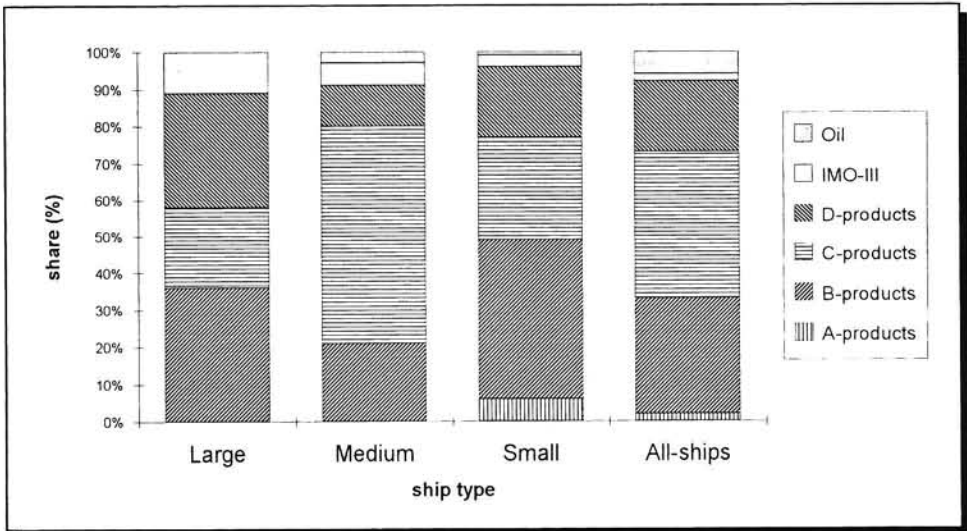 100%
90%
80%
70%
60%
50%
40%
30%
20%
10%
0%
share (%)
Large Medium Small All-ships
ship type
Oil
IMO-III
D-products
C-products
B-products
A-products